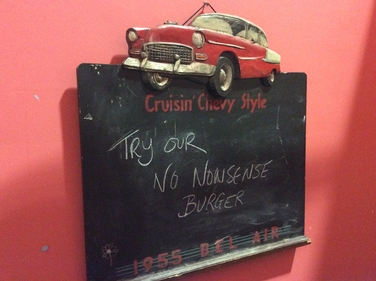 Cruisin' Chevy Style
TRY OUR
NO NONSENSE
BURGER
1955 BEL AIR